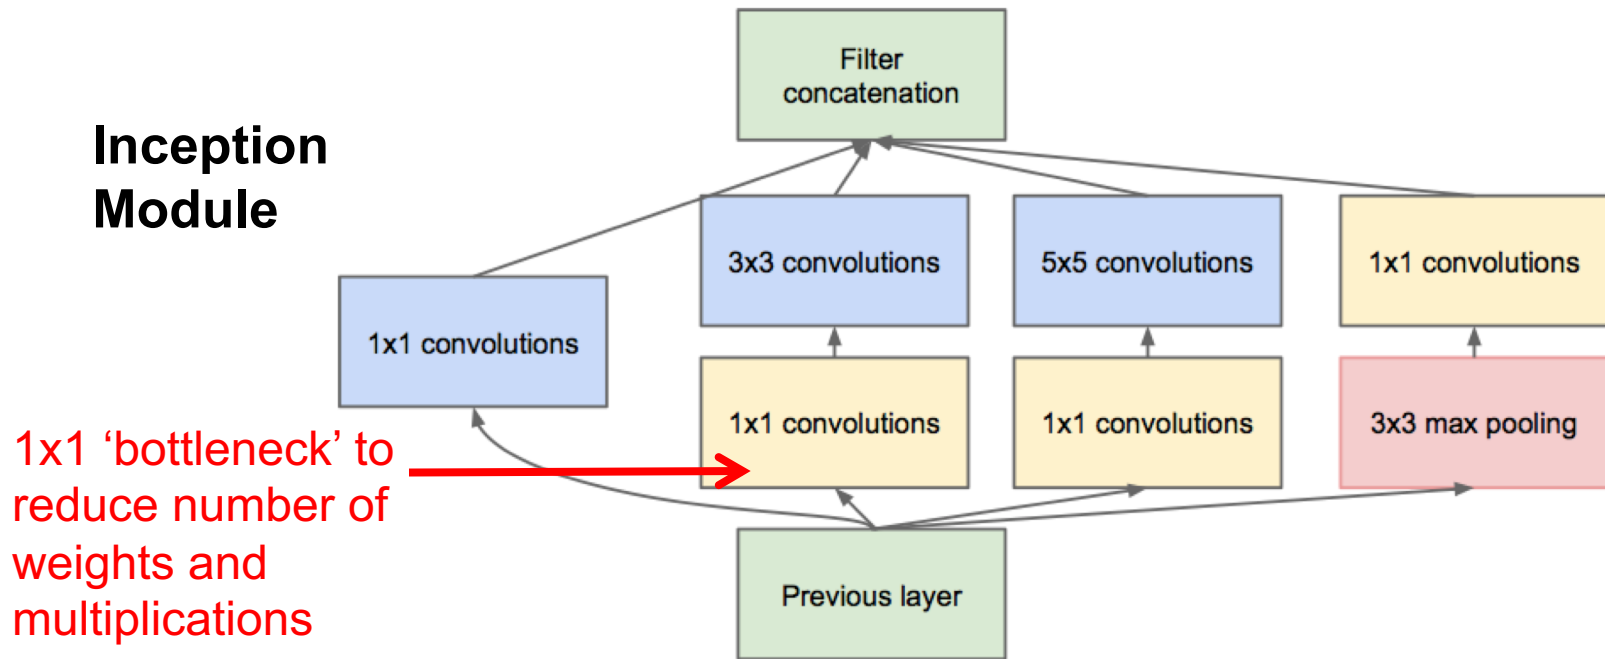 Filter
concatenation
Inception
Module
3x3 convolutions
5x5 convolutions
1x1 convolutions
1x1 convolutions
1x1 convolutions
1x1 convolutions
3x3 max pooling
1x1 ‘bottleneck’ to
reduce number of
weights and
multiplications
Previous layer